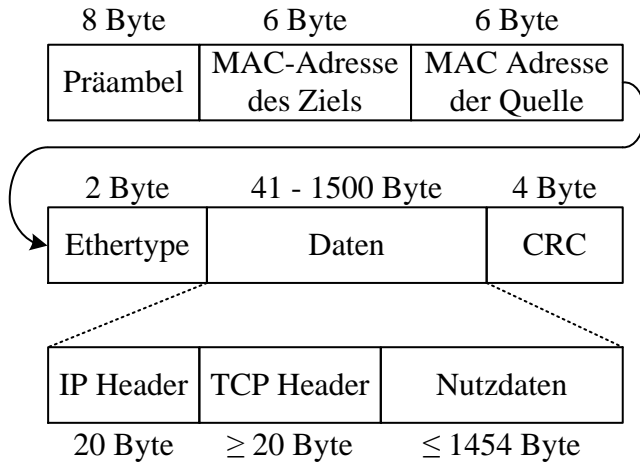 8 Byte 6 Byte 6 Byte
Präambel MAC-Adresse des Ziels MAC Adresse der Quelle
2 Byte 41 - 1500 Byte 4 Byte
Ethertype Daten CRC
IP Header TCP Header Nutzdaten
20 Byte ≥ 20 Byte ≤ 1454 Byte